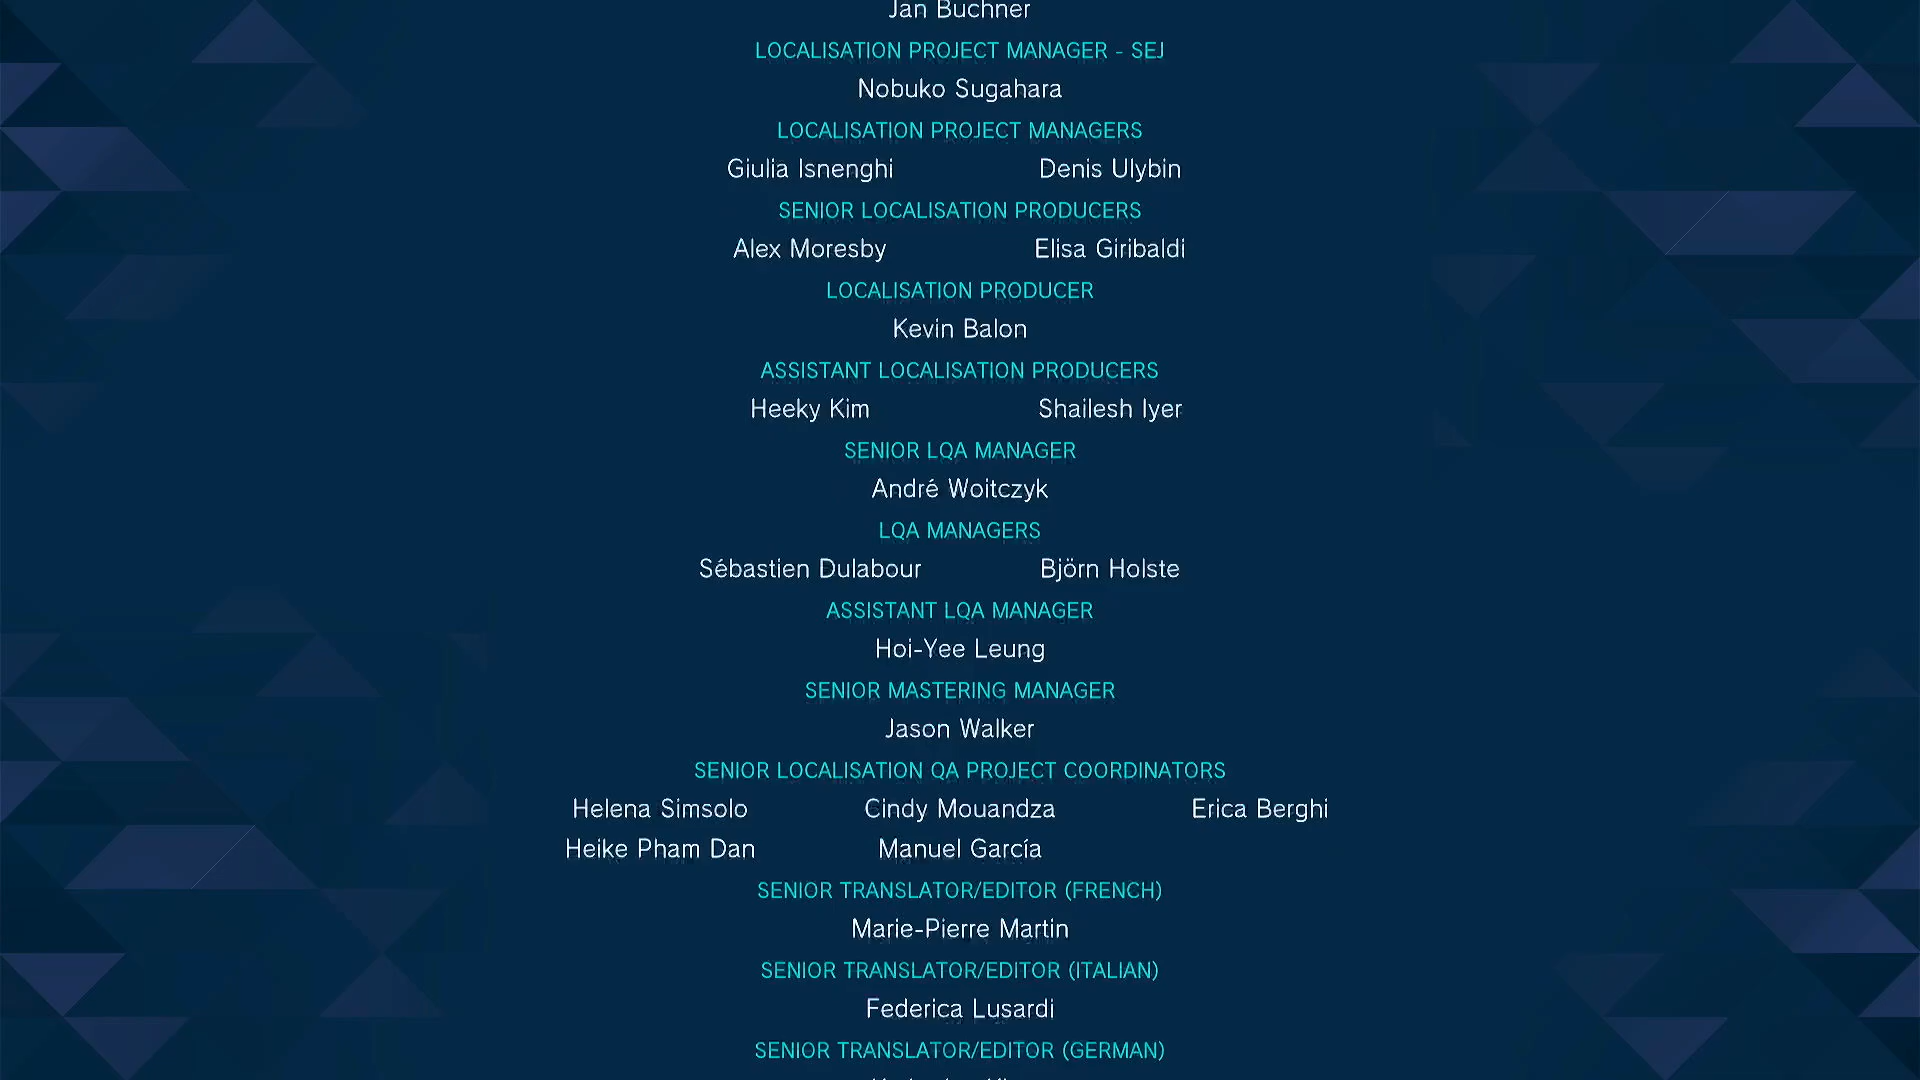 Jan Buchner
LOCALISATION PROJECT MANAGER - SEJ
Nobuko Sugahara
LOCALISATION PROJECT MANAGERS
Giulia Isnenghi Denis Ulybin
SENIOR LOCALISATION PRODUCERS
Alex Moresby Elisa Giribaldi
LOCALISATION PRODUCER
Kevin Balon
ASSISTANT LOCALISATION PRODUCERS
Heeky Kim Shailesh Iyer
SENIOR LQA MANAGER
André Woitczyk
LQA MANAGERS
Sébastien Dulabour Björn Holste
ASSISTANT LQA MANAGER
Hoi-Yee Leung
SENIOR MASTERING MANAGER
Jason Walker
SENIOR LOCALISATION QA PROJECT COORDINATORS
Helena Simsolo Cindy Mouandza Erica Berghi
Heike Pham Dan Manuel García
SENIOR TRANSLATOR/EDITOR (FRENCH)
Marie-Pierre Martin
SENIOR TRANSLATOR/EDITOR (ITALIAN)
Federica Lusardi
SENIOR TRANSLATOR/EDITOR (GERMAN)